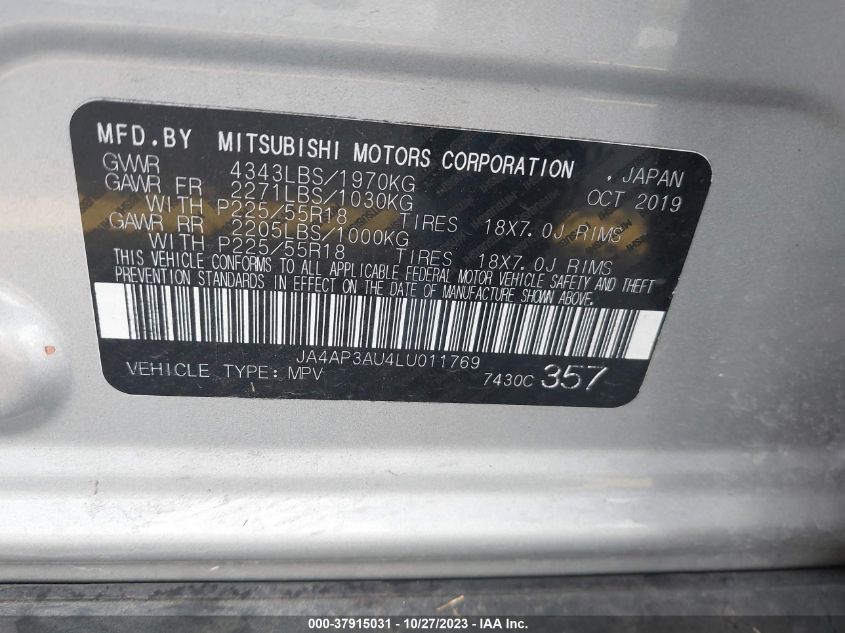 MFD.BY MITSUBISHI MOTORS CORPORATION . JAPAN
GVWR 4343LBS/1970KG OCT 2019
GAWR FR 2271LBS/1030KG
WITH P225/55R18 TIRES 18X7.0J RIMS
GAWR RR 2205LBS/1000KG
WITH P225/55R18 TIRES 18X7.0J RIMS
THIS VEHICLE CONFORMS TO ALL APPLICABLE FEDERAL MOTOR VEHICLE SAFETY AND THEFT
PREVENTION STANDARDS IN EFFECT ON THE DATE OF MANUFACTURE SHOWN ABOVE.
JA4AP3AU4LU011769
VEHICLE TYPE: MPV 7430C 357
000-37915031 - 10/27/2023 - IAA Inc.